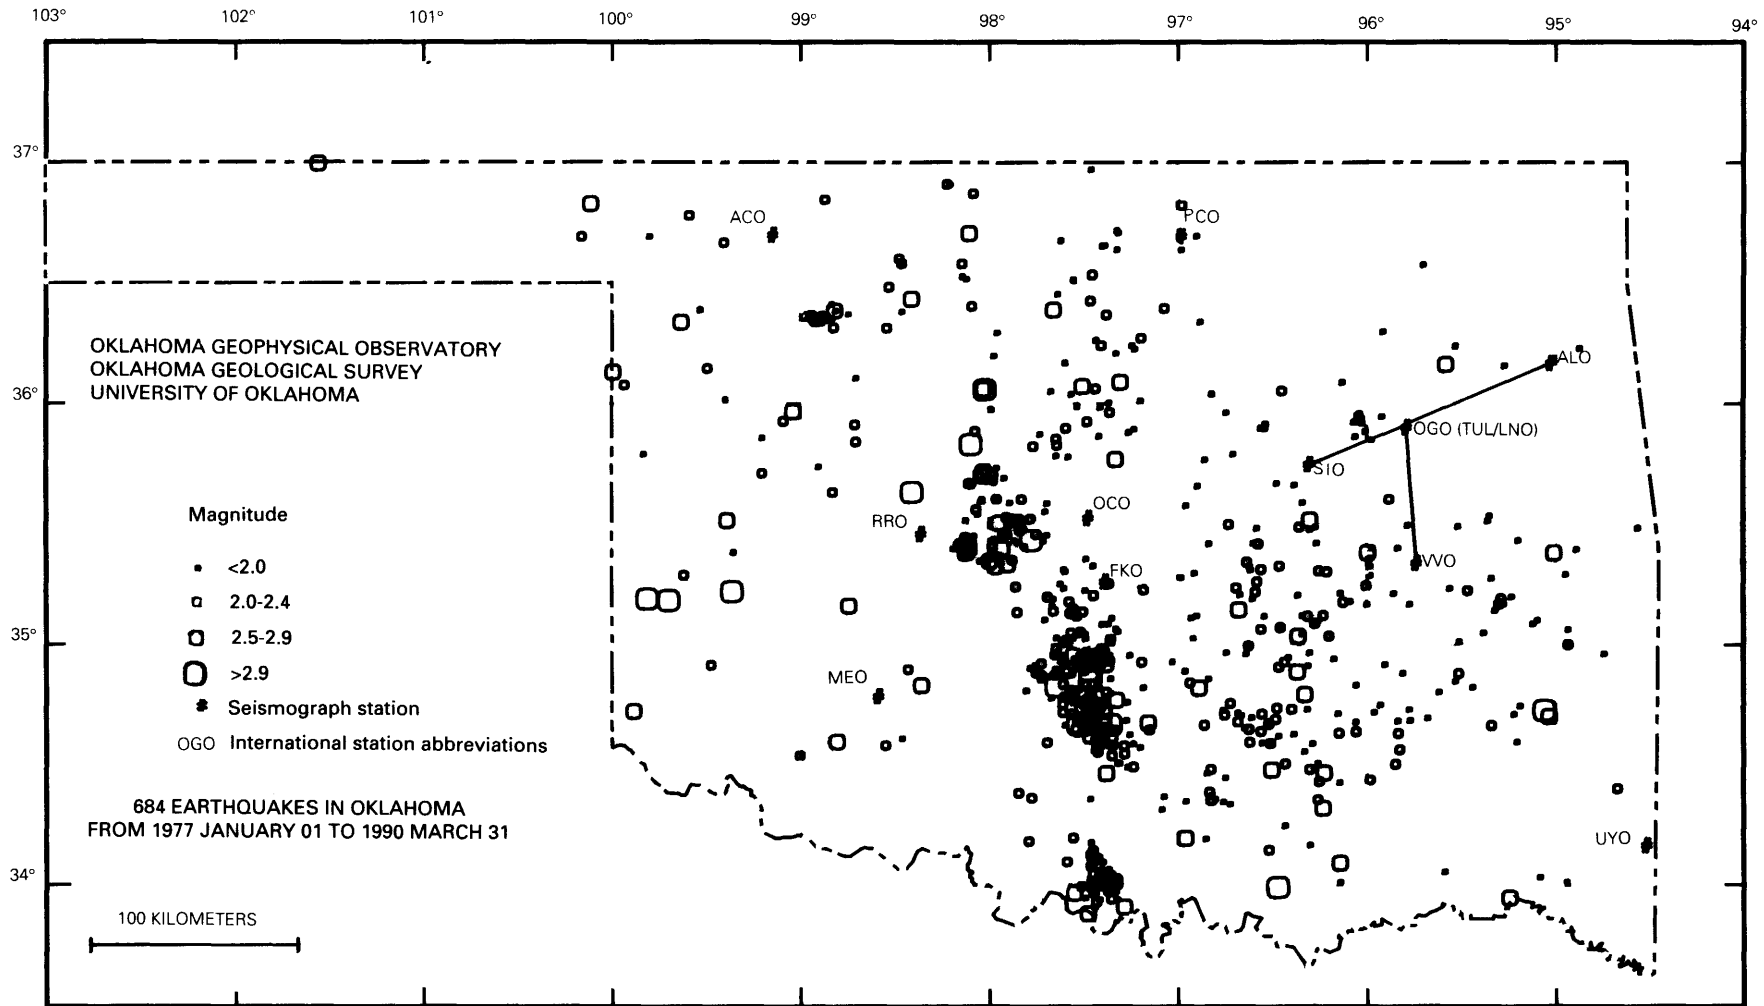 103° 102° 101° 100° 99° 98° 97° 96° 95° 94°
37°
ACO
PCO
OKLAHOMA GEOPHYSICAL OBSERVATORY
OKLAHOMA GEOLOGICAL SURVEY
UNIVERSITY OF OKLAHOMA
ALO
36°
OGO (TUL/LNO)
SIO
Magnitude
RRO
OCO
<2.0
VVO
FKO
2.0-2.4
35°
2.5-2.9
>2.9
MEO
Seismograph station
OGO International station abbreviations
684 EARTHQUAKES IN OKLAHOMA
FROM 1977 JANUARY 01 TO 1990 MARCH 31
UYO
34°
100 KILOMETERS